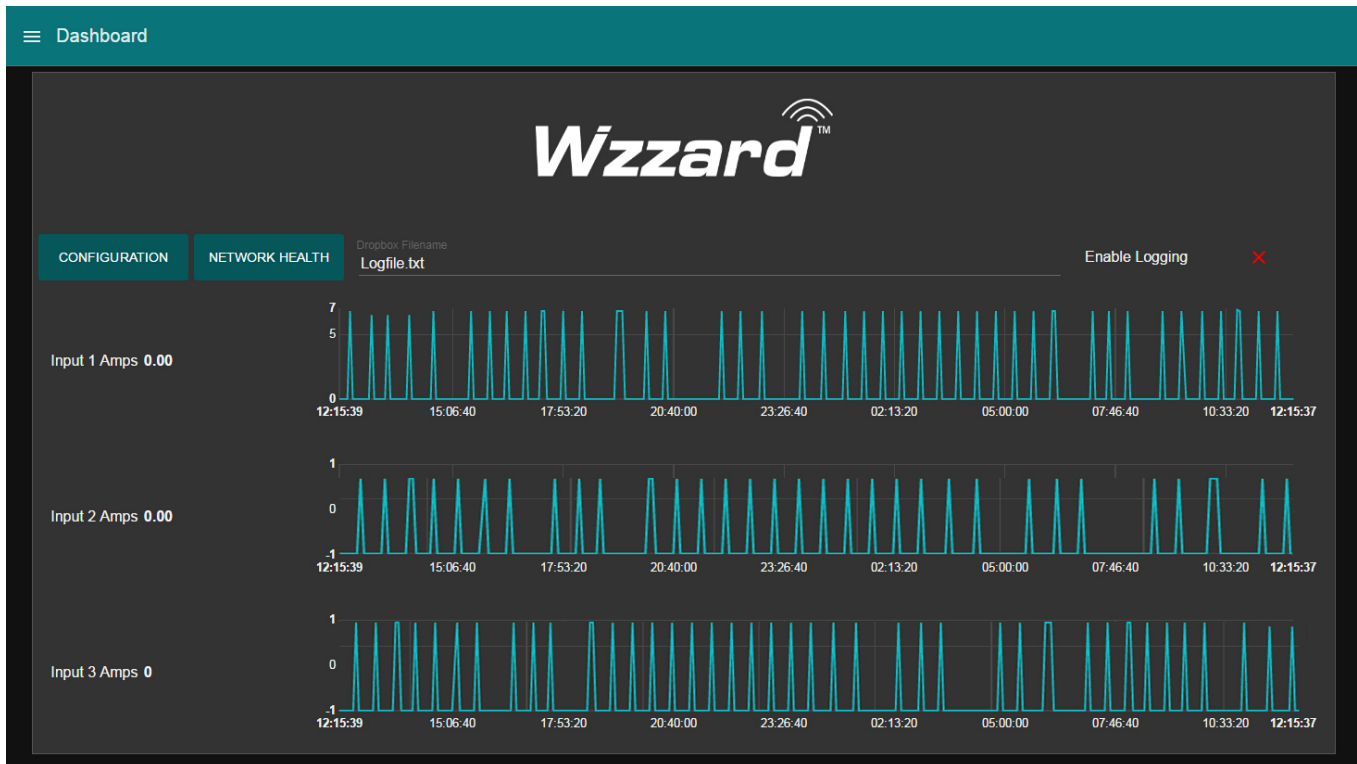 Dashboard
Wzzard™
CONFIGURATION
NETWORK HEALTH
Dropbox Filename
Logfile.txt
Enable Logging
Input 1 Amps 0.00
7
5
0
12:15:39 15:06:40 17:53:20 20:40:00 23:26:40 02:13:20 05:00:00 07:46:40 10:33:20 12:15:37
Input 2 Amps 0.00
1
0
-1
12:15:39 15:06:40 17:53:20 20:40:00 23:26:40 02:13:20 05:00:00 07:46:40 10:33:20 12:15:37
Input 3 Amps 0
1
0
-1
12:15:39 15:06:40 17:53:20 20:40:00 23:26:40 02:13:20 05:00:00 07:46:40 10:33:20 12:15:37